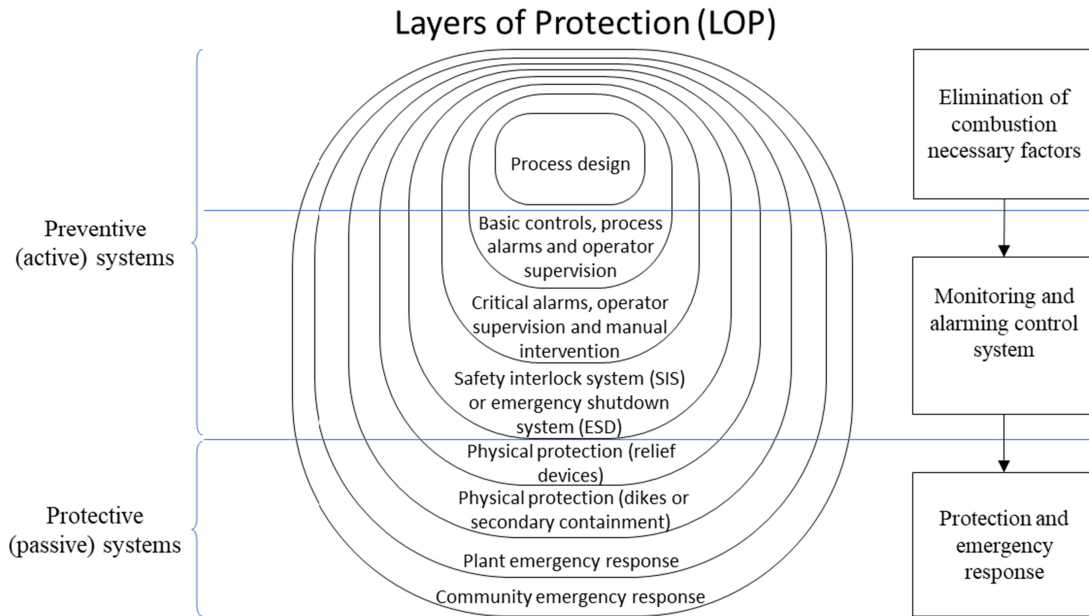 Layers of Protection (LOP)
Preventive
(active) systems
Protective
(passive) systems
Process design
Basic controls, process
alarms and operator
supervision
Critical alarms, operator
supervision and manual
intervention
Safety interlock system (SIS)
or emergency shutdown
system (ESD)
Physical protection (relief
devices)
Physical protection (dikes or
secondary containment)
Plant emergency response
Community emergency response
Elimination of
combustion
necessary factors
Monitoring and
alarming control
system
Protection and
emergency
response